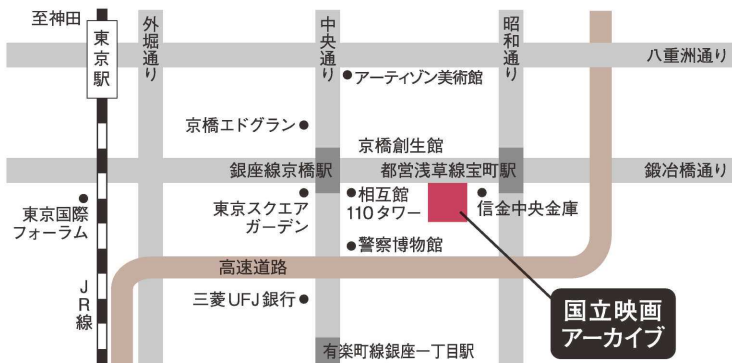 至神田
東京駅
外堀通り
中央通り
昭和通り
八重洲通り
アーティゾン美術館
京橋エドグラン
京橋創生館
銀座線京橋駅
都営浅草線宝町駅
鍛冶橋通り
東京国際
フォーラム
東京スクエア
ガーデン
相互館
110タワー
信金中央金庫
警察博物館
高速道路
JR線
三菱UFJ銀行
国立映画
アーカイブ
有楽町線銀座一丁目駅